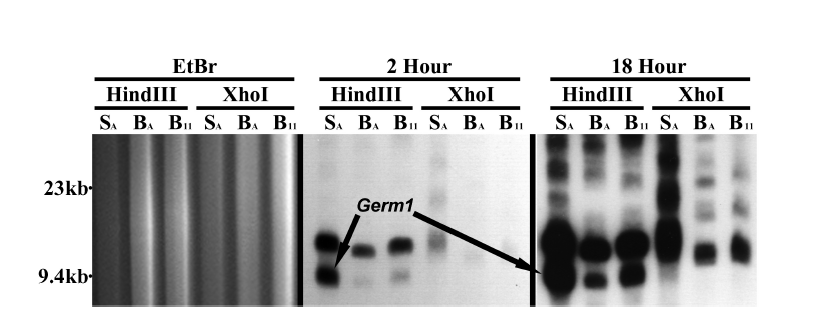 EtBr 2 Hour 18 Hour
HindIII XhoI HindIII XhoI HindIII XhoI
SA BA B11 SA BA B11 SA BA B11 SA BA B11 SA BA B11 SA BA B11
23kb
Germ1
9.4kb